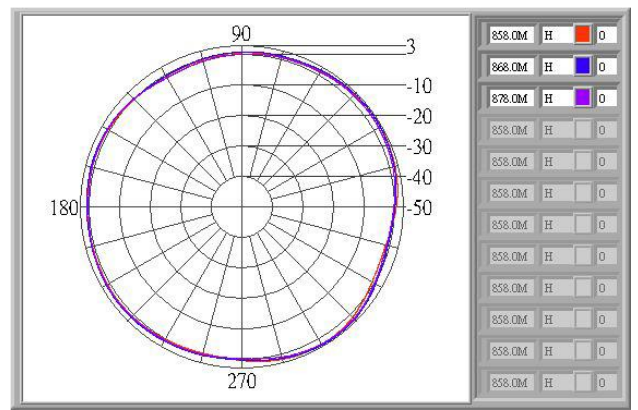 90
3
-10
-20
-30
-40
180
-50
270
858.0M H 0
868.0M H 0
878.0M H 0
858.0M H 0
858.0M H 0
858.0M H 0
858.0M H 0
858.0M H 0
858.0M H 0
858.0M H 0
858.0M H 0
858.0M H 0